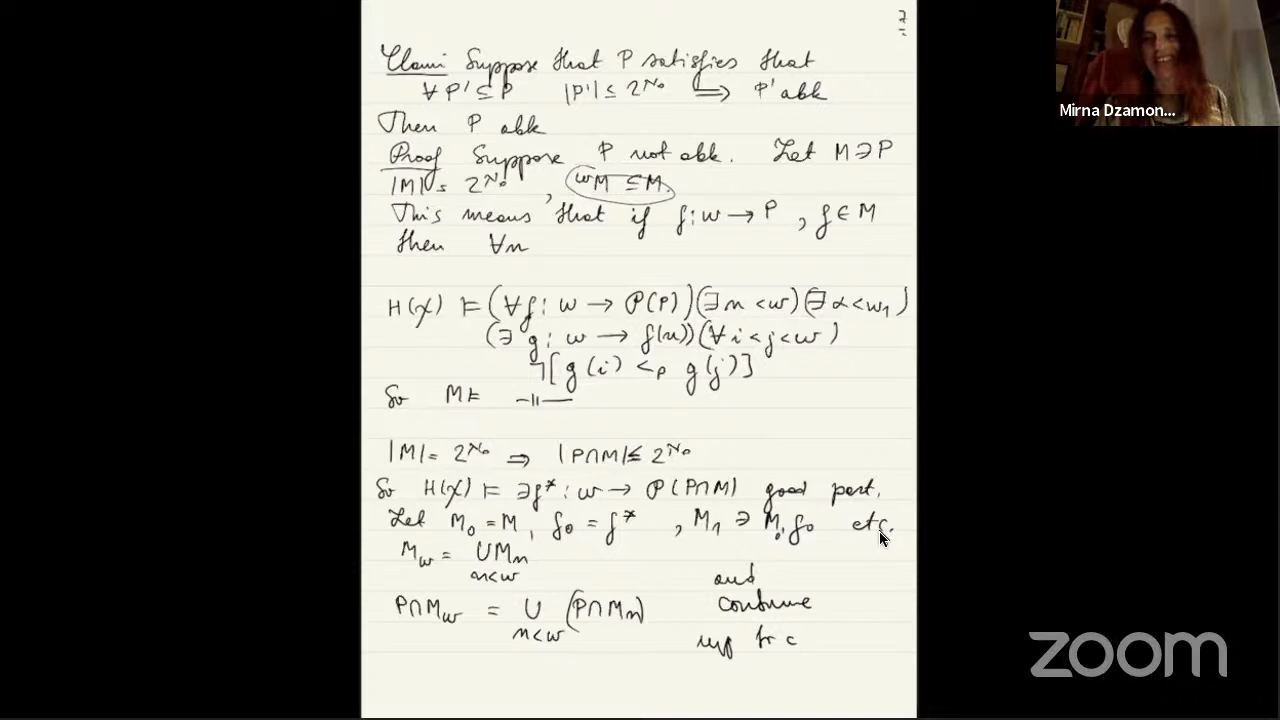 7
Claim Suppose that P satisfies that
∀ P' ⊆ P |P'| ≤ 2^ℵ₀ ⟹ P' abk
Then P abk
Proof Suppose P not abk. Let M ∋ P
|M| = 2^ℵ₀, ^ωM ⊆ M.
This means that if f: ω → P, f ∈ M
then ∀n
H(χ) ⊨ (∀ f: ω → 𝒫(P)) (∃ n < ω) (∃ α < ω₁)
(∃ g: ω → f(n)) (∀ i < j < ω)
¬[g(i) <_P g(j)]
So M ⊨ —॥—
|M| = 2^ℵ₀ ⇒ |P∩M| ≤ 2^ℵ₀
So H(χ) ⊨ ∃ f*: ω → 𝒫(P∩M) good part.
Let M₀ = M, f₀ = f*, M₁ ∋ M₀, f₀ etc.
M_ω = ∪ M_n
n<ω
and
P∩M_ω = ∪ (P∩M_n) continue
n<ω
Mirna Dzamon...
zoom